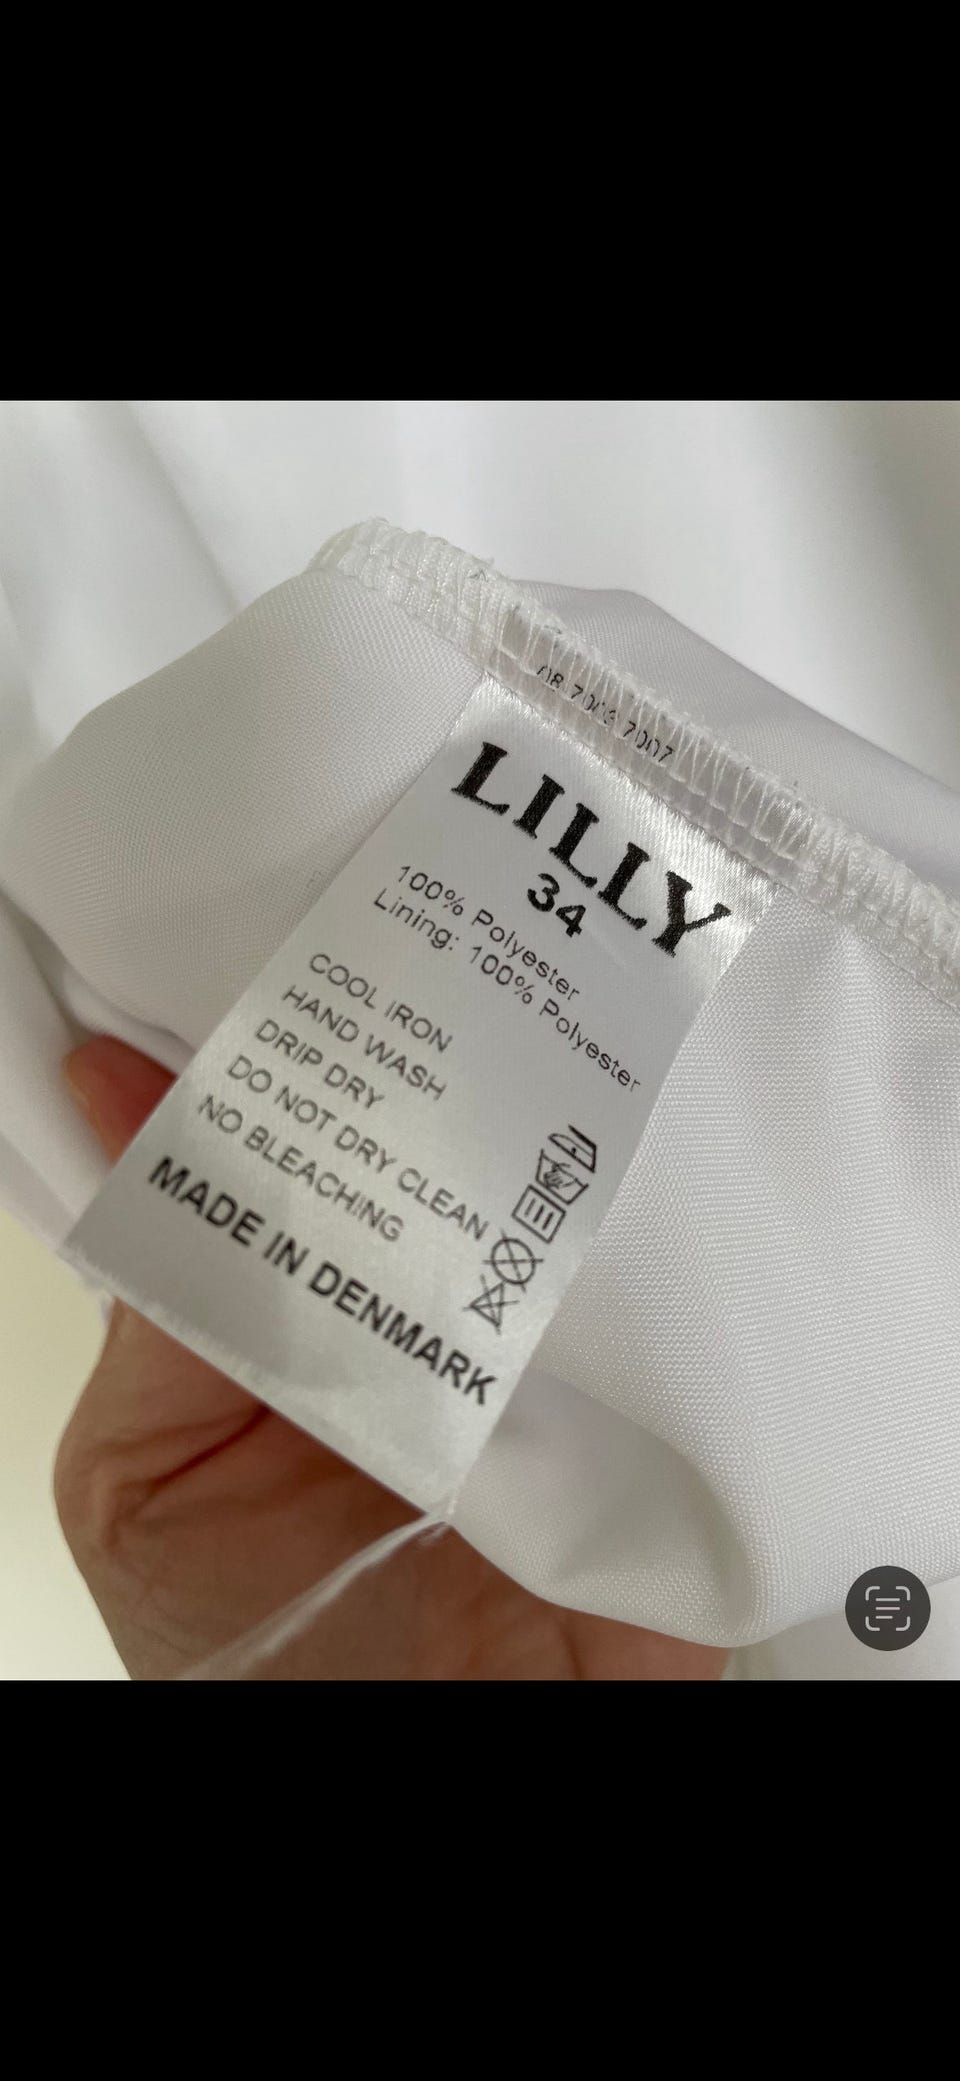 LILLY
34
100% Polyester
Lining: 100% Polyester
COOL IRON
HAND WASH
DRIP DRY
DO NOT DRY CLEAN
NO BLEACHING
MADE IN DENMARK